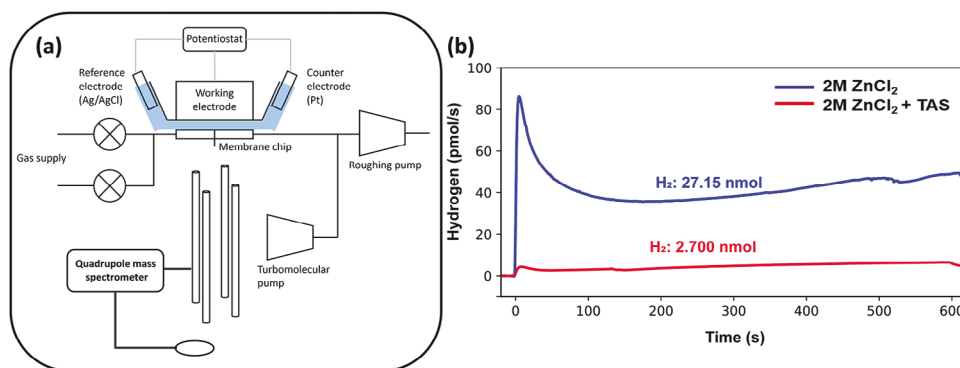 (a)
Potentiostat
Reference
electrode
(Ag/AgCl)
Working
electrode
Counter
electrode
(Pt)
Membrane chip
Gas supply
Roughing pump
Turbomolecular
pump
Quadrupole mass
spectrometer
(b)
Hydrogen (pmol/s)
100
80
60
40
20
0
2M ZnCl₂
2M ZnCl₂ + TAS
H₂: 27.15 nmol
H₂: 2.700 nmol
0 100 200 300 400 500 600
Time (s)